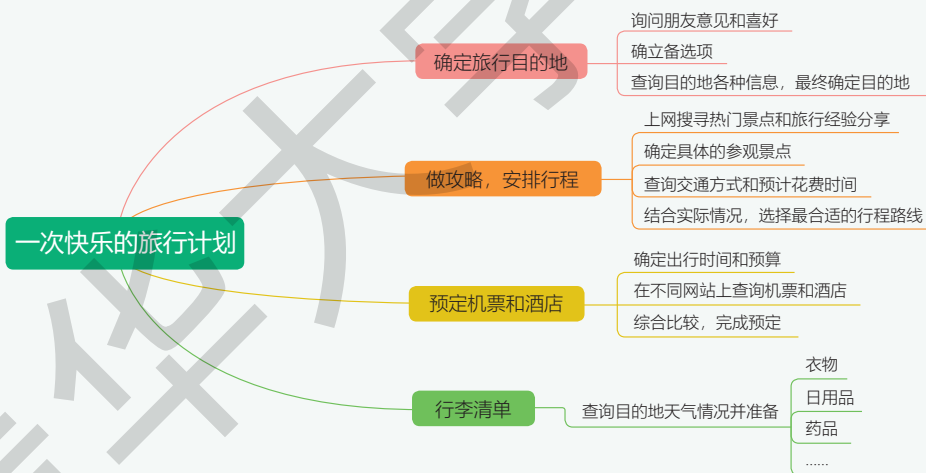 一次快乐的旅行计划
确定旅行目的地
询问朋友意见和喜好
确立备选项
查询目的地各种信息，最终确定目的地
做攻略，安排行程
上网搜寻热门景点和旅行经验分享
确定具体的参观景点
查询交通方式和预计花费时间
结合实际情况，选择最合适的行程路线
预定机票和酒店
确定出行时间和预算
在不同网站上查询机票和酒店
综合比较，完成预定
行李清单
查询目的地天气情况并准备
衣物
日用品
药品
......